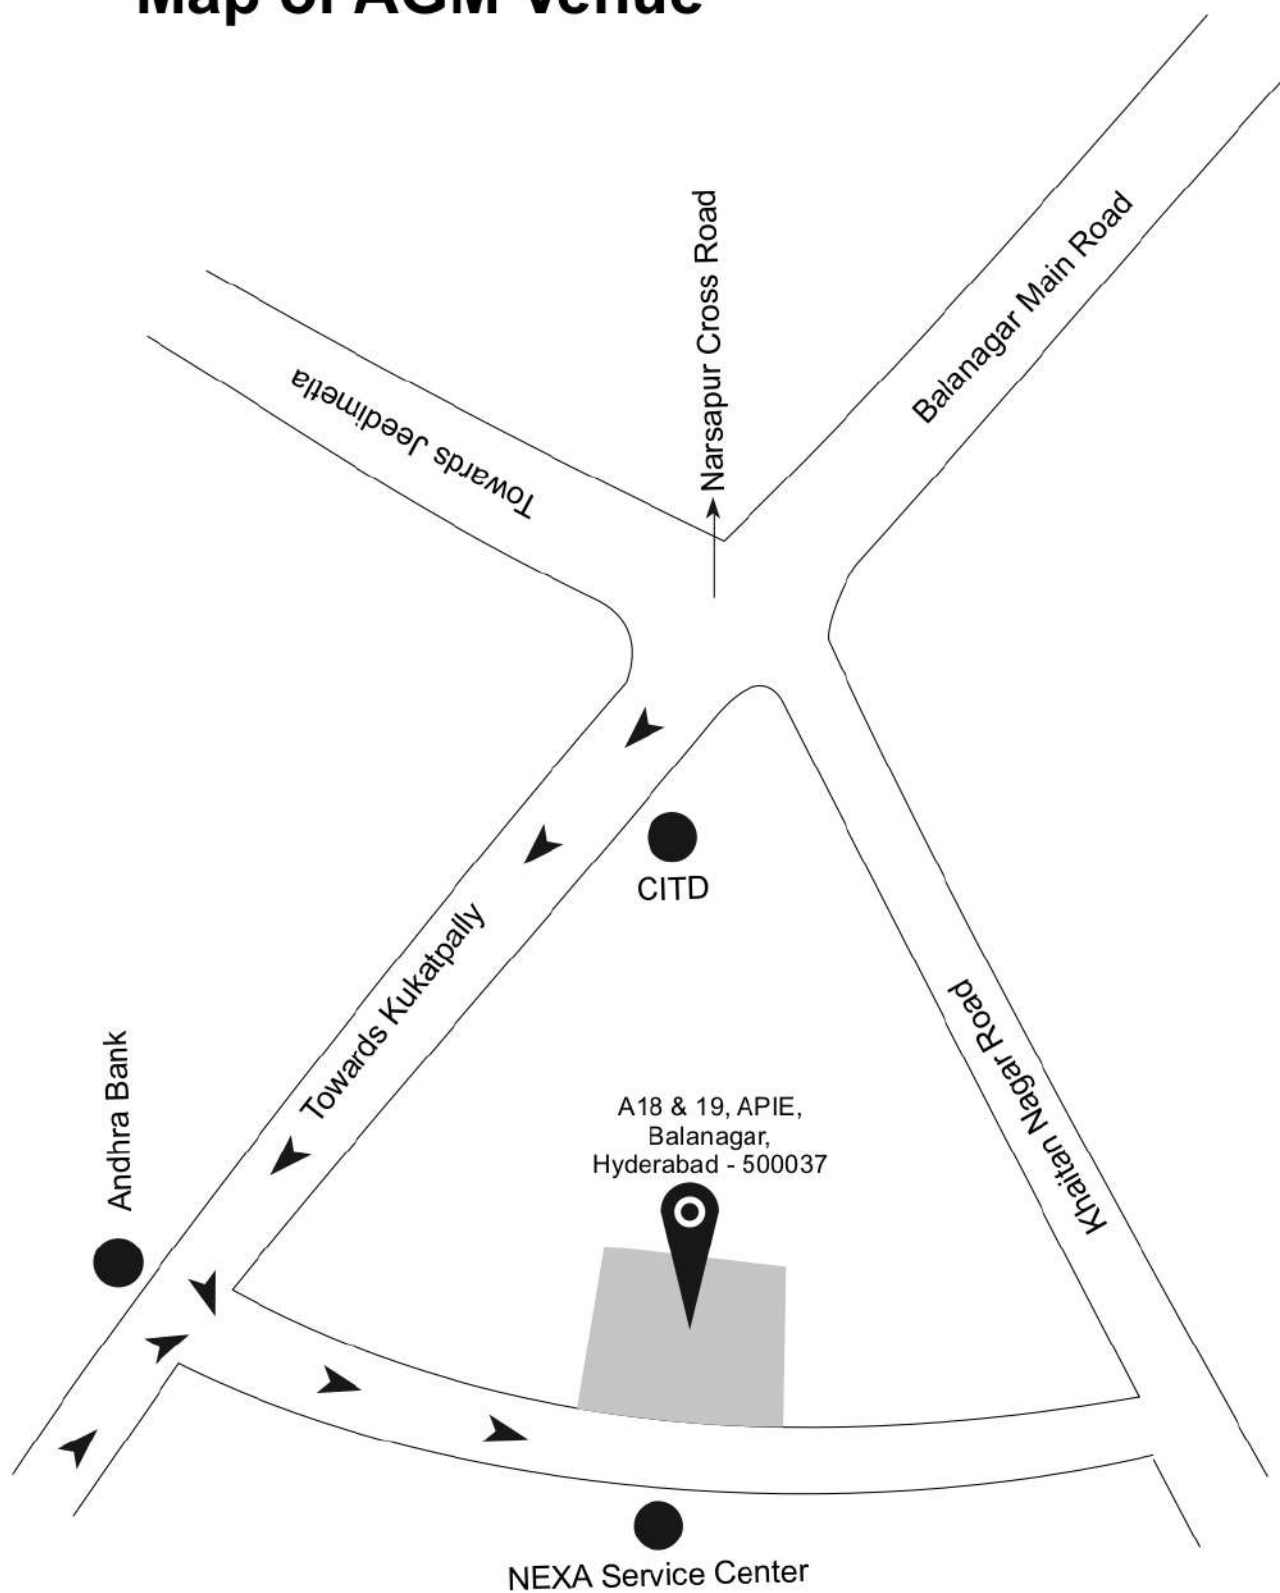 Map of AGM Venue
Narsapur Cross Road
Balanagar Main Road
Towards Jeedimetla
CITD
Towards Kukatpally
Khaitan Nagar Road
Andhra Bank
A18 & 19, APIE,
Balanagar,
Hyderabad - 500037
NEXA Service Center